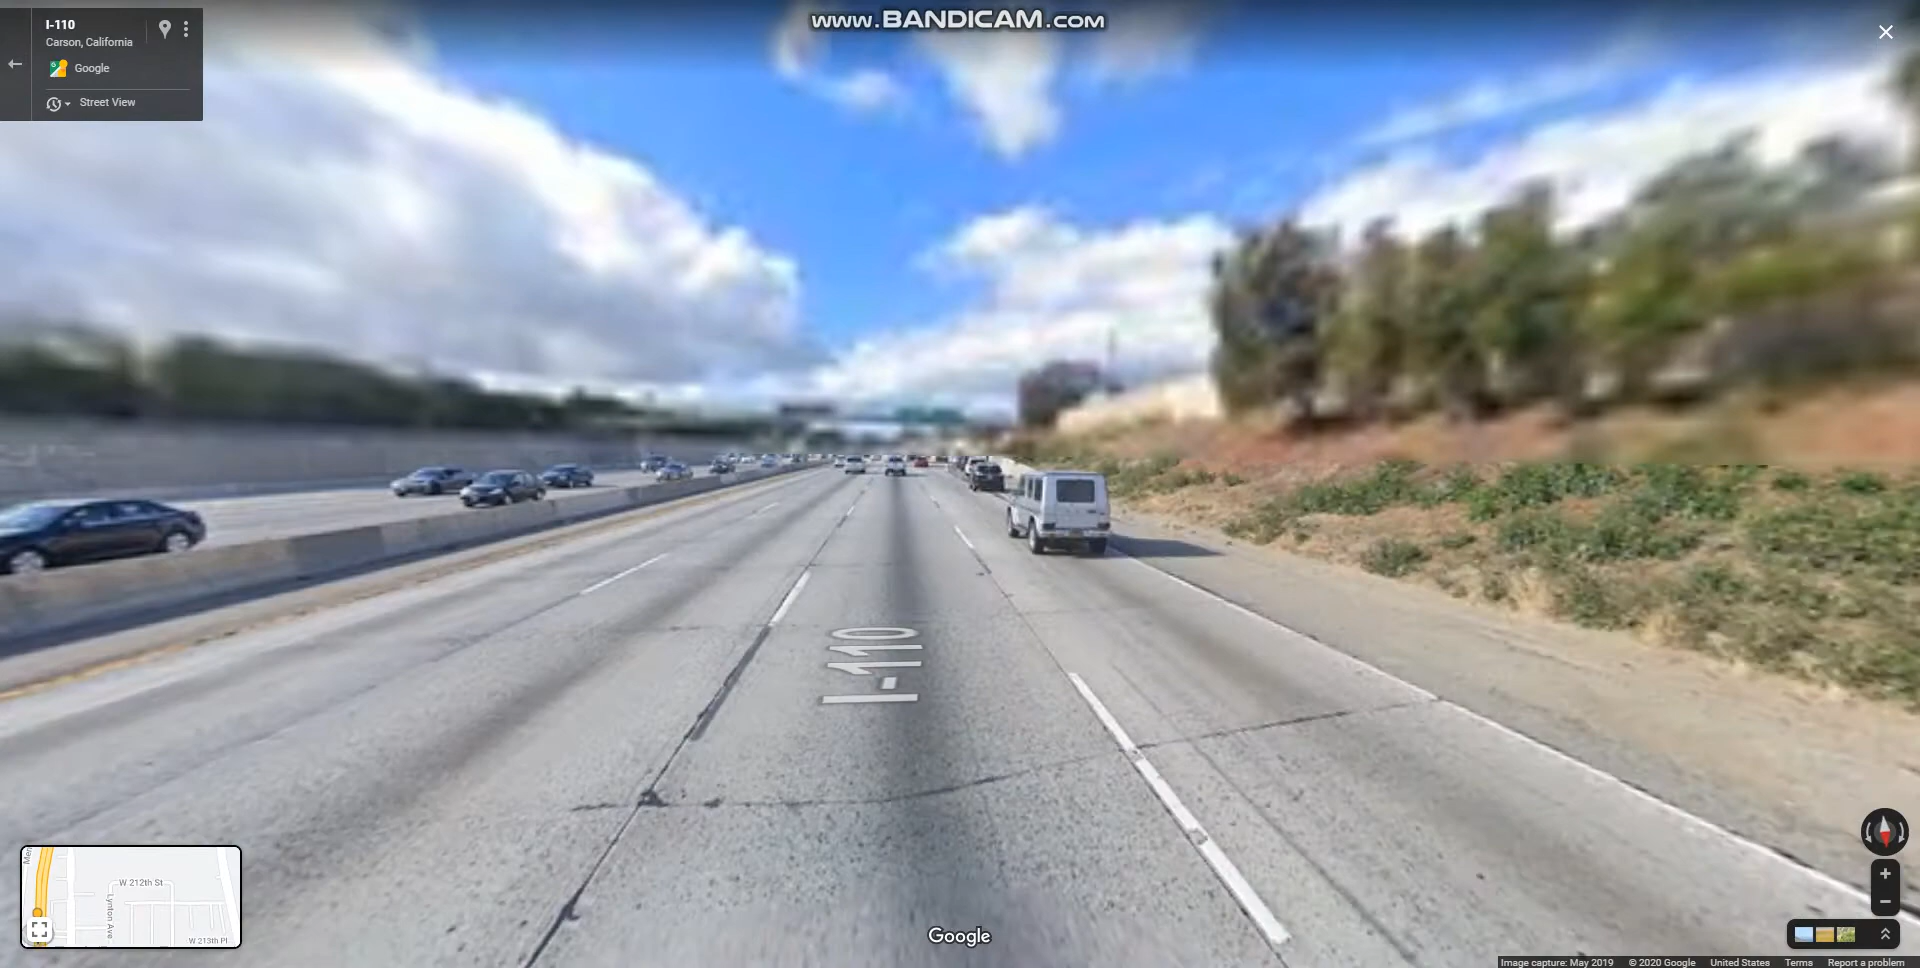 www.BANDICAM.com
I-110
Carson, California
Google
Street View
I-110
W 212th St
Lynton Ave
W 213th Pl
Google
Image capture: May 2019 © 2020 Google United States Terms Report a problem